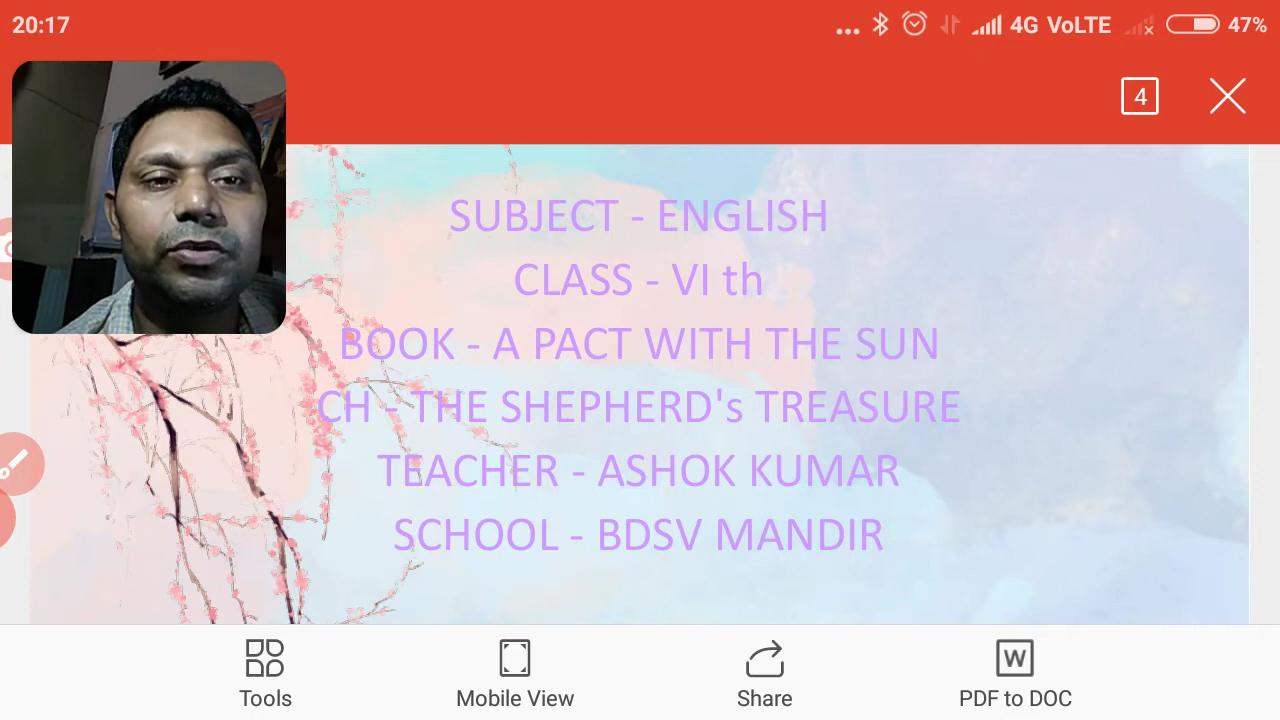 20:17
... 4G VoLTE 47%
4
SUBJECT - ENGLISH
CLASS - VI th
BOOK - A PACT WITH THE SUN
CH - THE SHEPHERD's TREASURE
TEACHER - ASHOK KUMAR
SCHOOL - BDSV MANDIR
Tools Mobile View Share W PDF to DOC